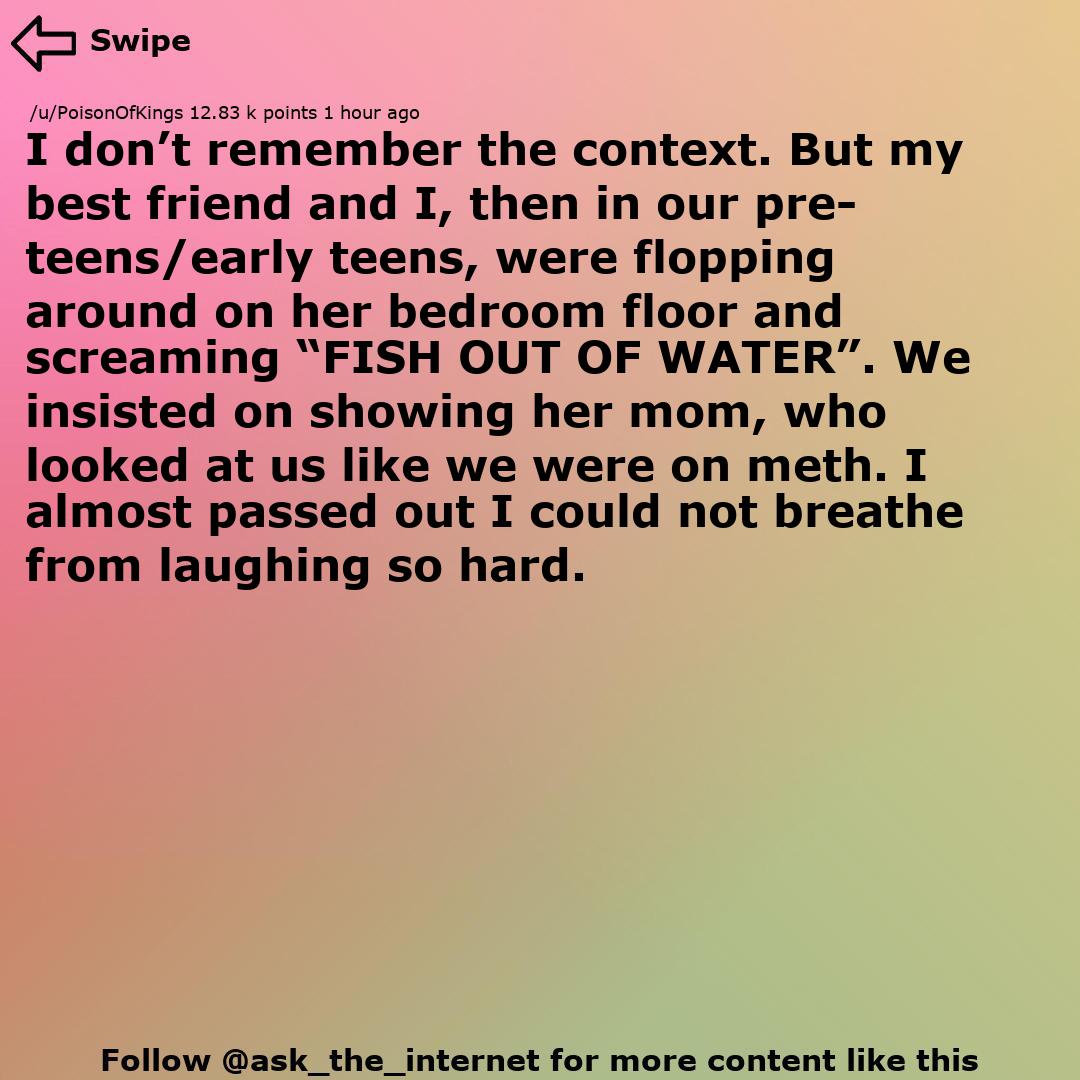 Swipe
/u/PoisonOfKings 12.83 k points 1 hour ago
I don’t remember the context. But my
best friend and I, then in our pre-
teens/early teens, were flopping
around on her bedroom floor and
screaming “FISH OUT OF WATER”. We
insisted on showing her mom, who
looked at us like we were on meth. I
almost passed out I could not breathe
from laughing so hard.
Follow @ask_the_internet for more content like this